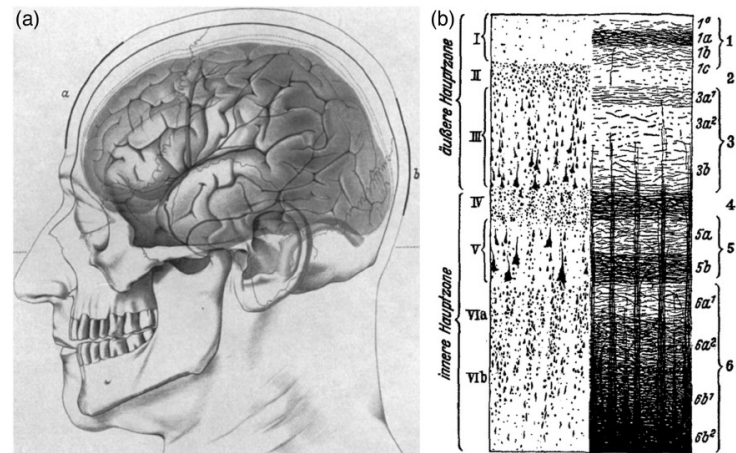 (a)
a
b
(b)
äußere Hauptzone
innere Hauptzone
I
II
III
IV
V
VIa
VIb
1°
1a
1b
1c
3a¹
3a²
3b
5a
5b
6a¹
6a²
6b¹
6b²
1
2
3
4
5
6